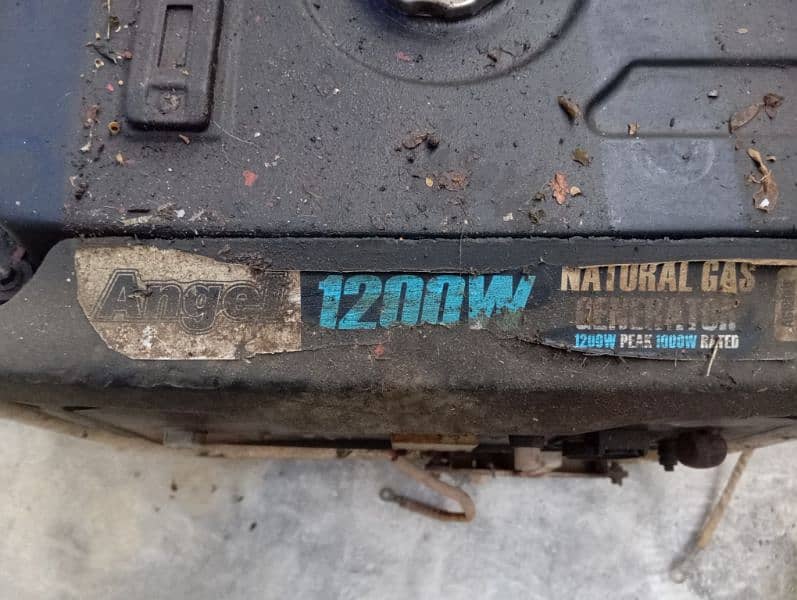 Angel
1200W
NATURAL GAS
GENERATOR
1200W PEAK 1000W RATED